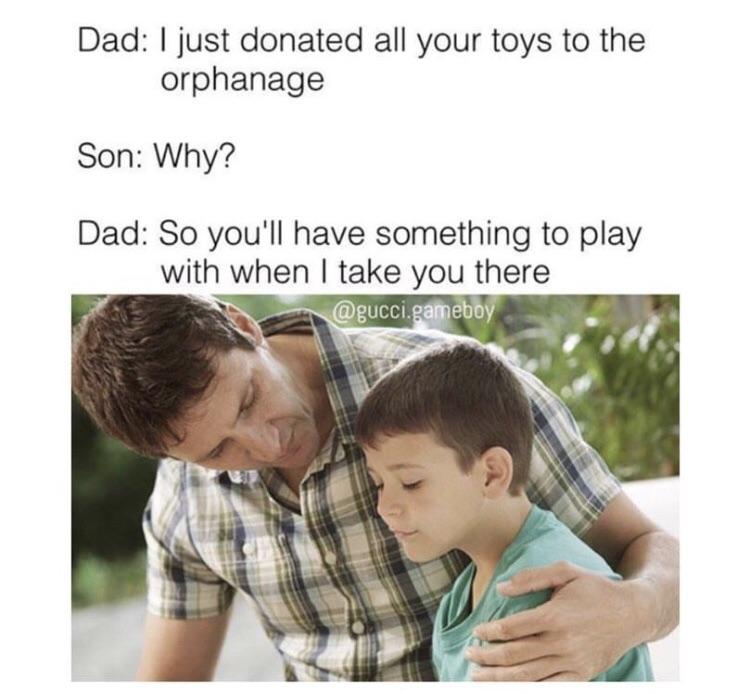 Dad: I just donated all your toys to the
orphanage
Son: Why?
Dad: So you'll have something to play
with when I take you there
@gucci.gameboy